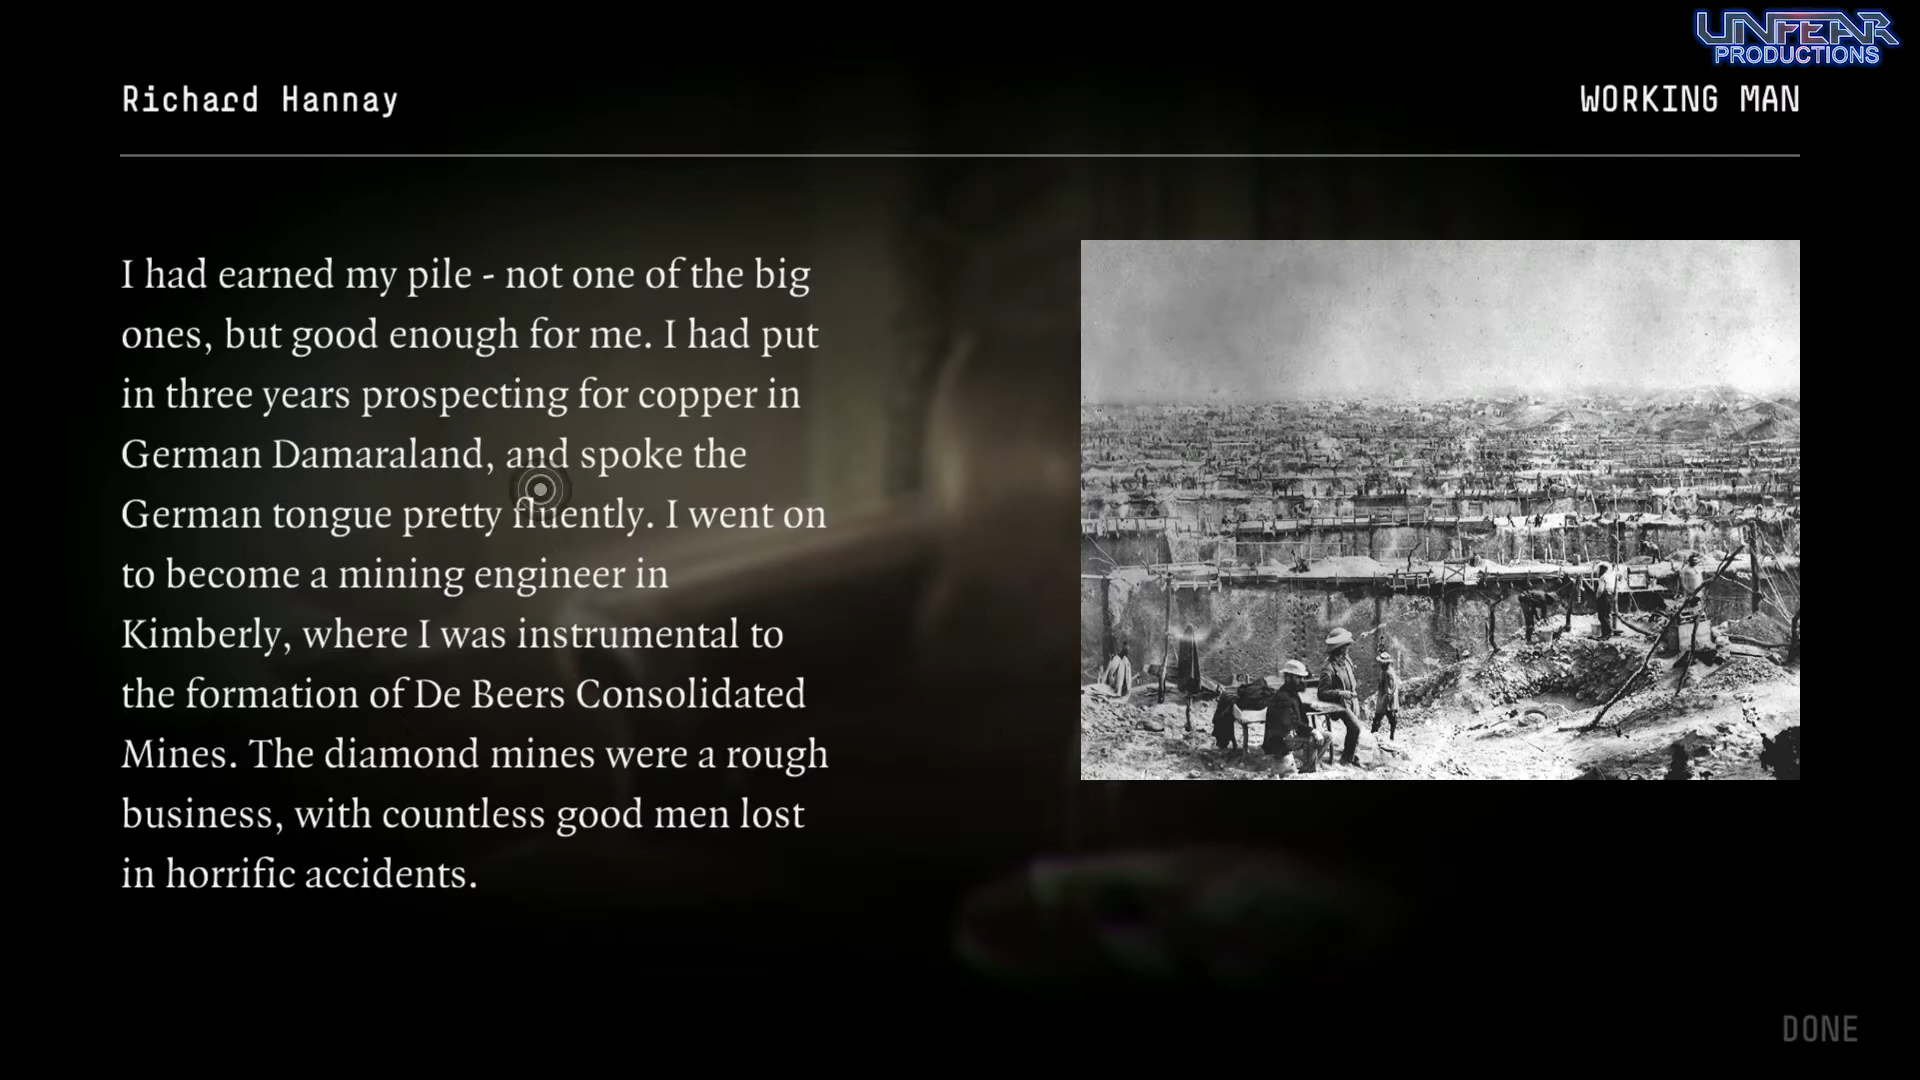 UNFEAR
PRODUCTIONS
Richard Hannay
WORKING MAN
I had earned my pile - not one of the big
ones, but good enough for me. I had put
in three years prospecting for copper in
German Damaraland, and spoke the
German tongue pretty fluently. I went on
to become a mining engineer in
Kimberly, where I was instrumental to
the formation of De Beers Consolidated
Mines. The diamond mines were a rough
business, with countless good men lost
in horrific accidents.
DONE